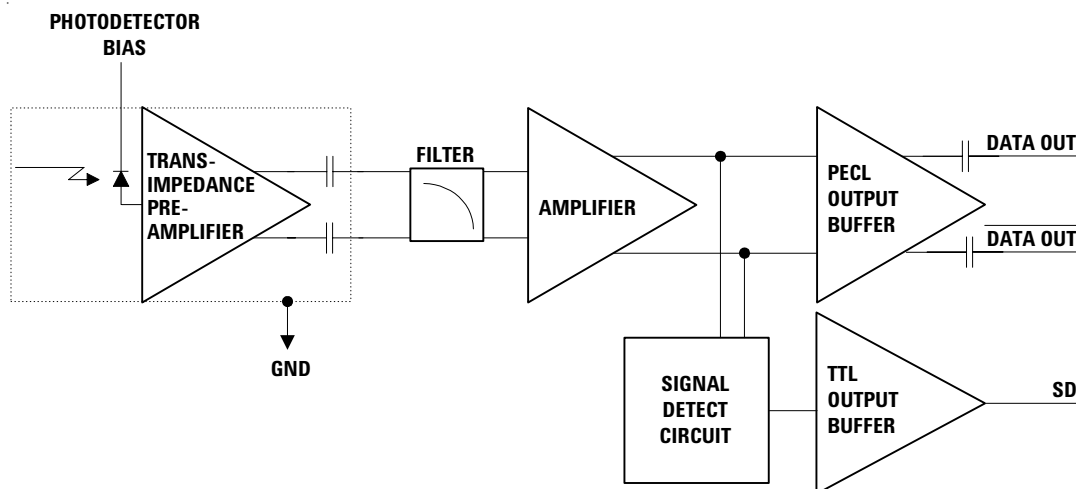 PHOTODETECTOR
BIAS
TRANS-
IMPEDANCE
PRE-
AMPLIFIER
GND
FILTER
AMPLIFIER
PECL
OUTPUT
BUFFER
DATA OUT
DATA OUT
SIGNAL
DETECT
CIRCUIT
TTL
OUTPUT
BUFFER
SD